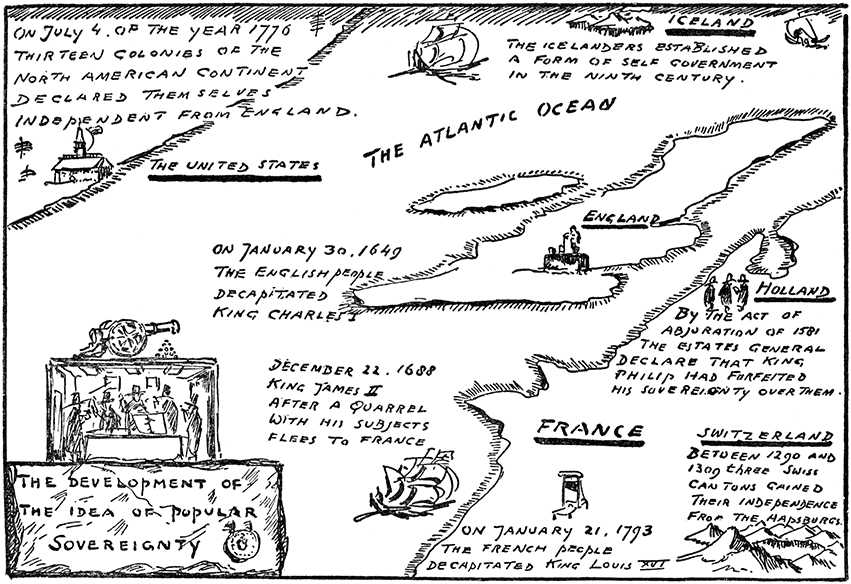 ON JULY 4. OF THE YEAR 1776
THIRTEEN COLONIES OF THE
NORTH AMERICAN CONTINENT
DECLARED THEMSELVES
INDEPENDENT FROM ENGLAND.
THE UNITED STATES
ICELAND
THE ICELANDERS ESTABLISHED
A FORM OF SELF GOVERNMENT
IN THE NINTH CENTURY.
THE ATLANTIC OCEAN
ENGLAND
ON JANUARY 30, 1649
THE ENGLISH PEOPLE
DECAPITATED
KING CHARLES I
HOLLAND
BY THE ACT OF
ABJURATION OF 1581
THE ESTATES GENERAL
DECLARE THAT KING
PHILIP HAD FORFEITED
HIS SOVEREIGNTY OVER THEM.
DECEMBER 22. 1688
KING JAMES II
AFTER A QUARREL
WITH HIS SUBJECTS
FLEES TO FRANCE
FRANCE
ON JANUARY 21, 1793
THE FRENCH PEOPLE
DECAPITATED KING LOUIS XVI
SWITZERLAND
BETWEEN 1290 AND
1309 THREE SWISS
CANTONS GAINED
THEIR INDEPENDENCE
FROM THE HAPSBURGS.
THE DEVELOPMENT OF
THE IDEA OF POPULAR
SOVEREIGNTY